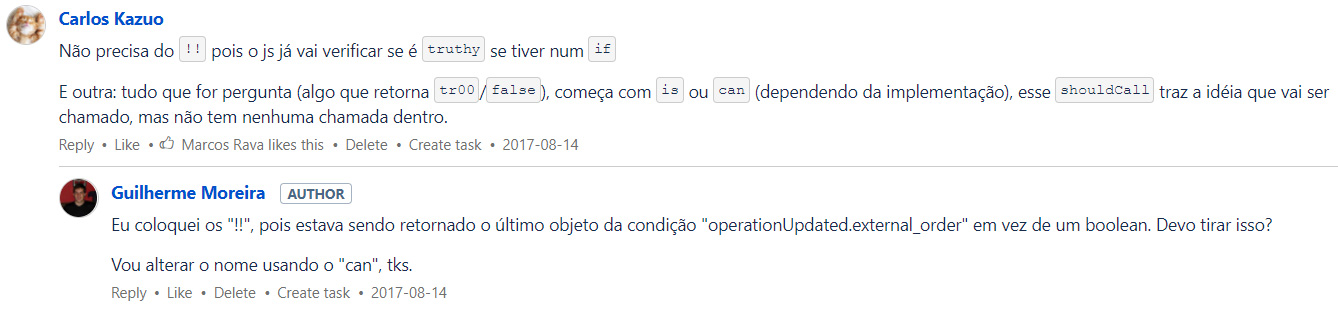 Carlos Kazuo
Não precisa do !! pois o js já vai verificar se é truthy se tiver num if
E outra: tudo que for pergunta (algo que retorna tr00/false), começa com is ou can (dependendo da implementação), esse shouldCall traz a idéia que vai ser
chamado, mas não tem nenhuma chamada dentro.
Reply • Like • Marcos Rava likes this • Delete • Create task • 2017-08-14
Guilherme Moreira AUTHOR
Eu coloquei os "!!", pois estava sendo retornado o último objeto da condição "operationUpdated.external_order" em vez de um boolean. Devo tirar isso?
Vou alterar o nome usando o "can", tks.
Reply • Like • Delete • Create task • 2017-08-14